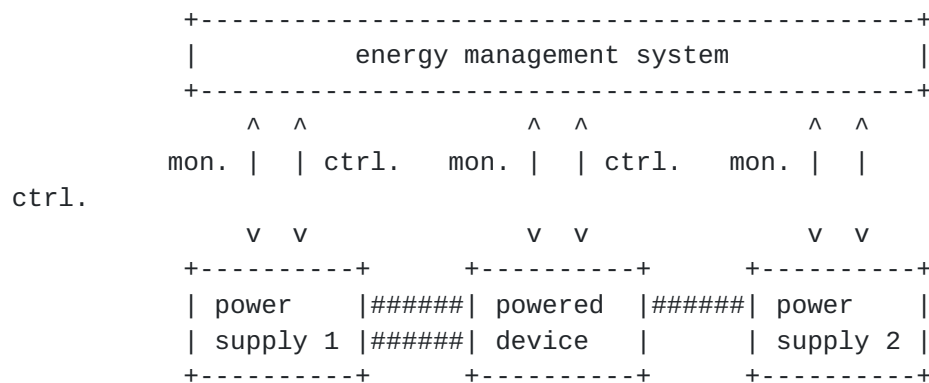 +----------------------------------------------+
|          energy management system            |
+----------------------------------------------+
^  ^              ^  ^              ^  ^
mon. |  | ctrl.   mon. |  | ctrl.   mon. |  |
ctrl.
v  v              v  v              v  v
+----------+      +----------+      +----------+
| power    |######| powered  |######| power    |
| supply 1 |######| device   |      | supply 2 |
+----------+      +----------+      +----------+